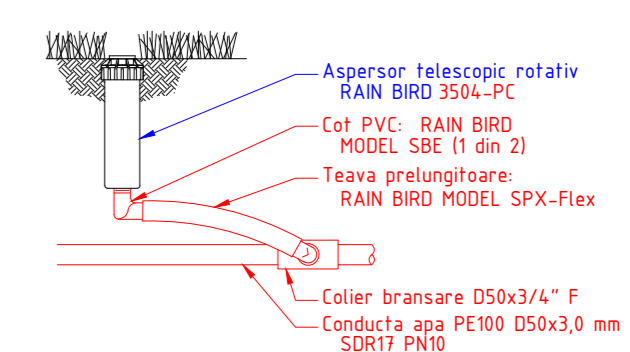 Aspersor telescopic rotativ
RAIN BIRD 3504-PC
Cot PVC: RAIN BIRD
MODEL SBE (1 din 2)
Teava prelungitoare:
RAIN BIRD MODEL SPX-Flex
Colier bransare D50x3/4" F
Conducta apa PE100 D50x3,0 mm
SDR17 PN10